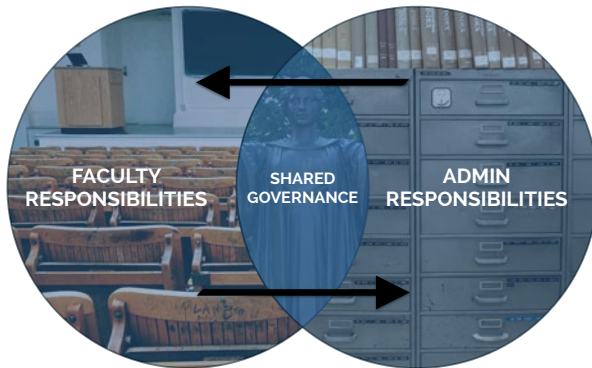 FACULTY
RESPONSIBILITIES
SHARED
GOVERNANCE
ADMIN
RESPONSIBILITIES